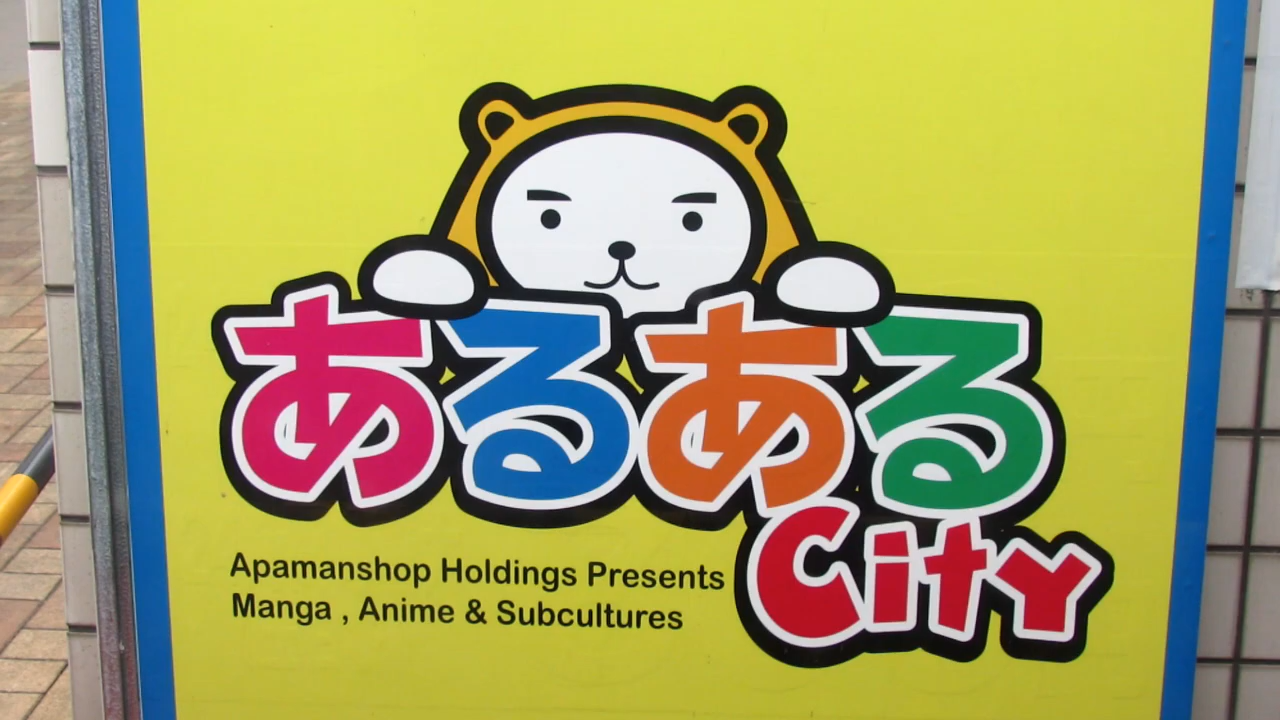 あるある
City
Apamanshop Holdings Presents
Manga , Anime & Subcultures